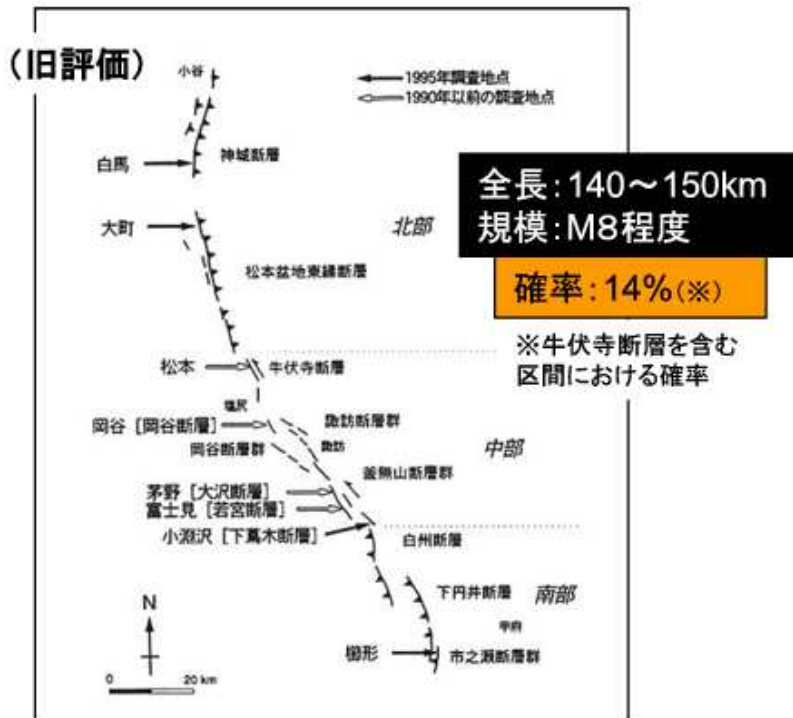 （旧評価）
小谷
1995年調査地点
1990年以前の調査地点
白馬
神城断層
全長：140～150km
規模：M8程度
確率：14%(※)
※牛伏寺断層を含む
区間における確率
大町
北部
松本盆地東縁断層
松本
牛伏寺断層
塩尻
岡谷［岡谷断層］
諏訪断層群
岡谷断層群
諏訪
中部
釜無山断層群
茅野［大沢断層］
富士見［若宮断層］
小淵沢［下蔦木断層］
白州断層
下円井断層
南部
甲府
櫛形
市之瀬断層群
N
0
20 km